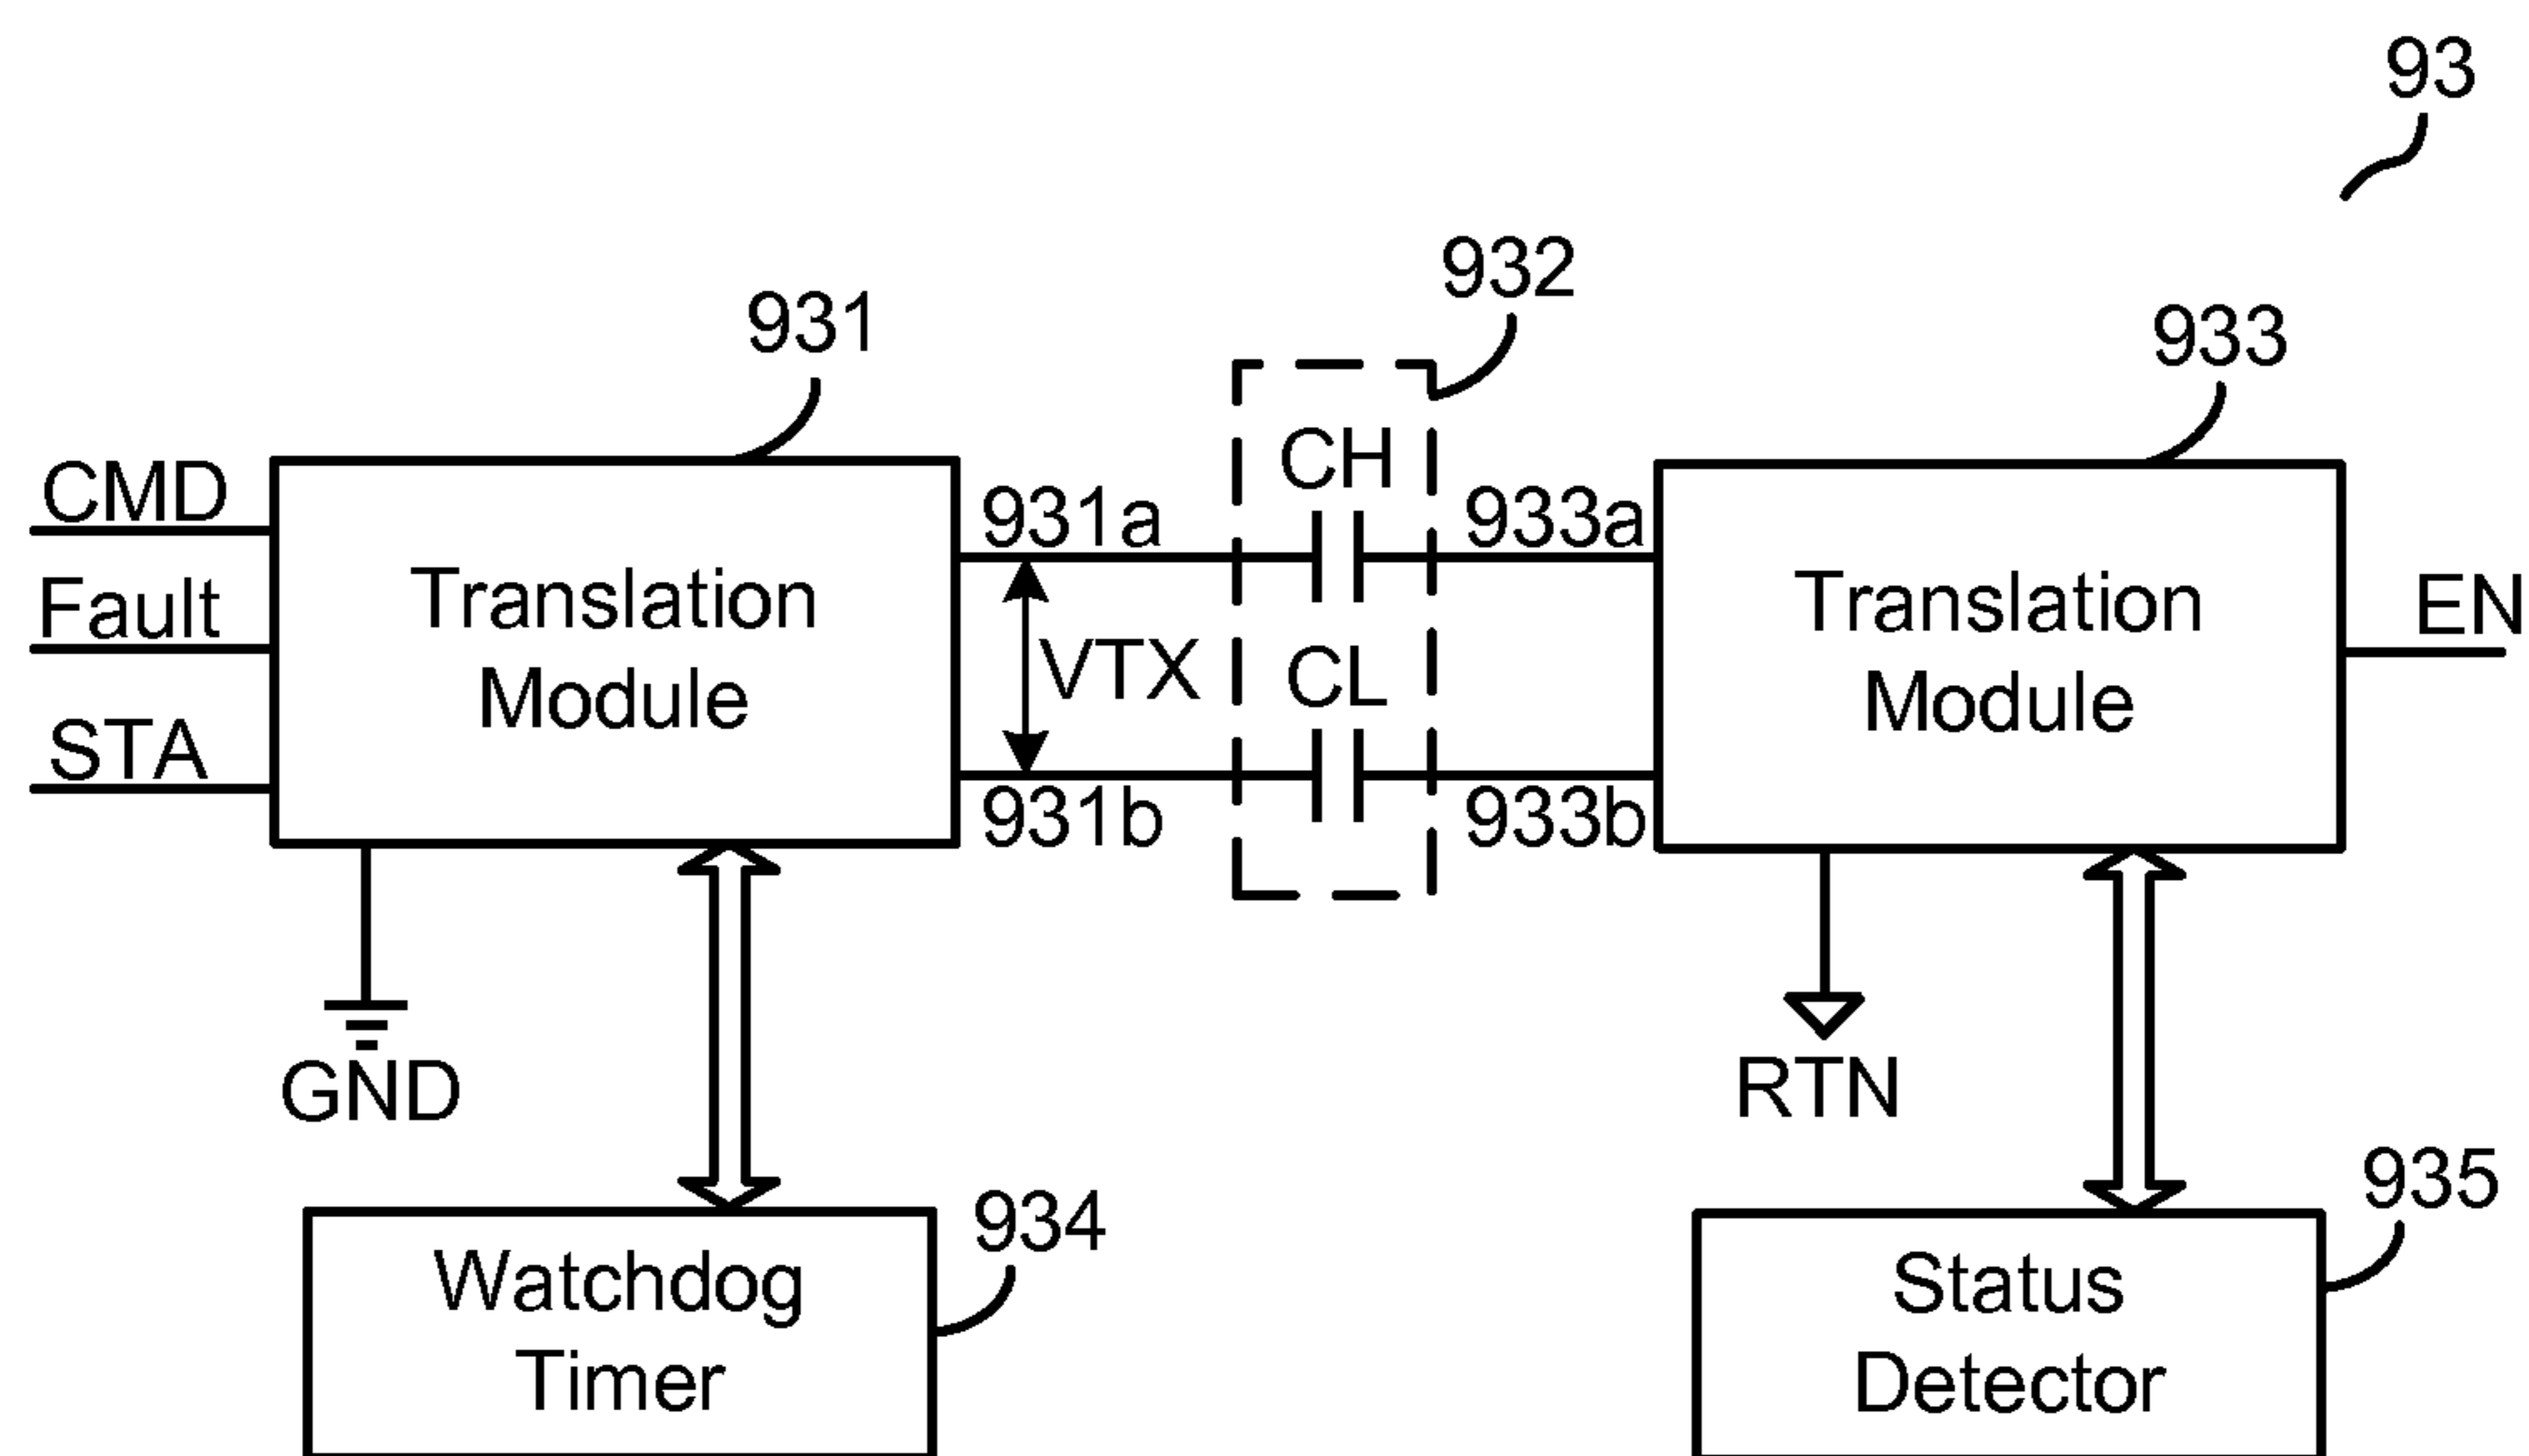 93
932
931
933
CMD
Fault
STA
Translation
Module
931a
931b
VTX
CH
CL
933a
933b
Translation
Module
EN
GND
RTN
934
935
Watchdog
Timer
Status
Detector